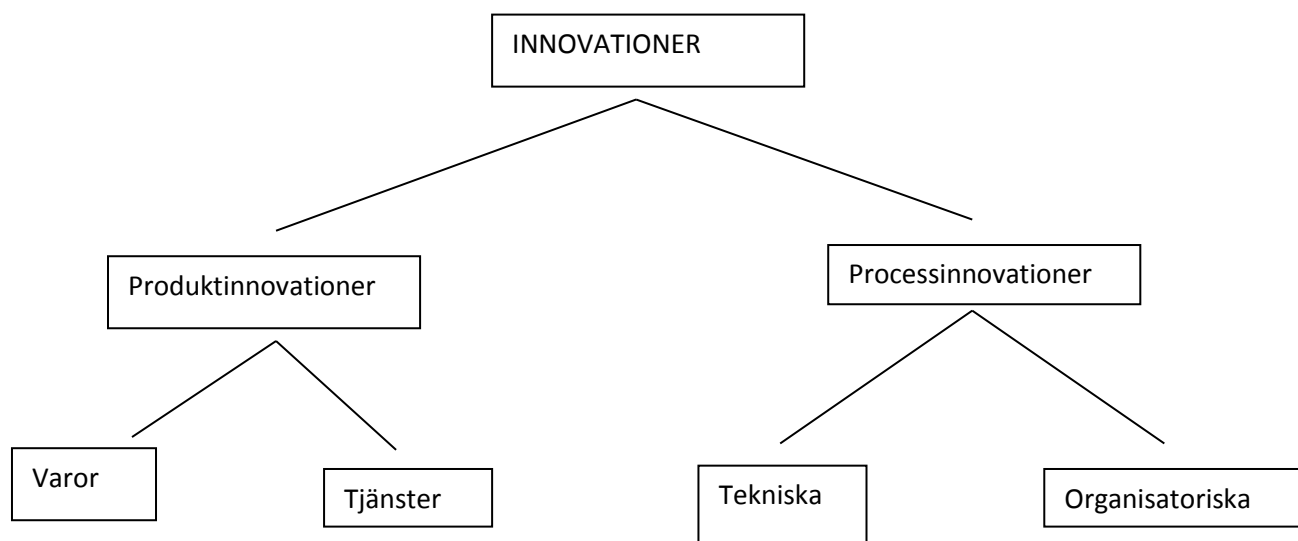 INNOVATIONER
Produktinnovationer
Processinnovationer
Varor
Tjänster
Tekniska
Organisatoriska